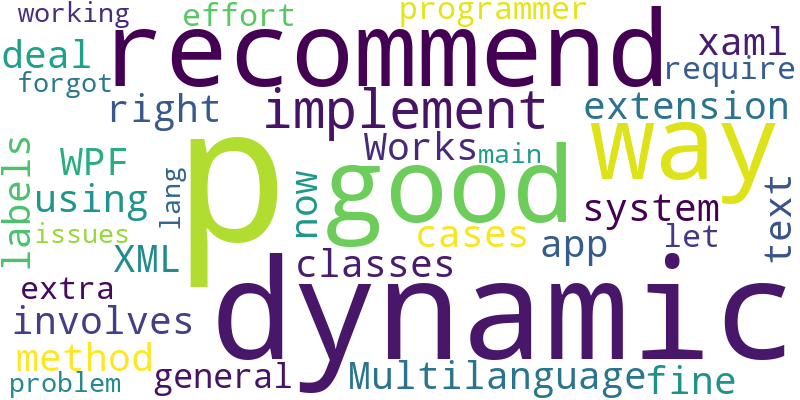 working
effort
programmer
deal
recommend
xaml
forgot
require
right
implement
extension
p
Works
way
WPF
main
good
labels
using
lang
now
system
text
issues
cases
app
let
XML
classes
dynamic
extra
involves
method
general
Multilanguage
fine
problem